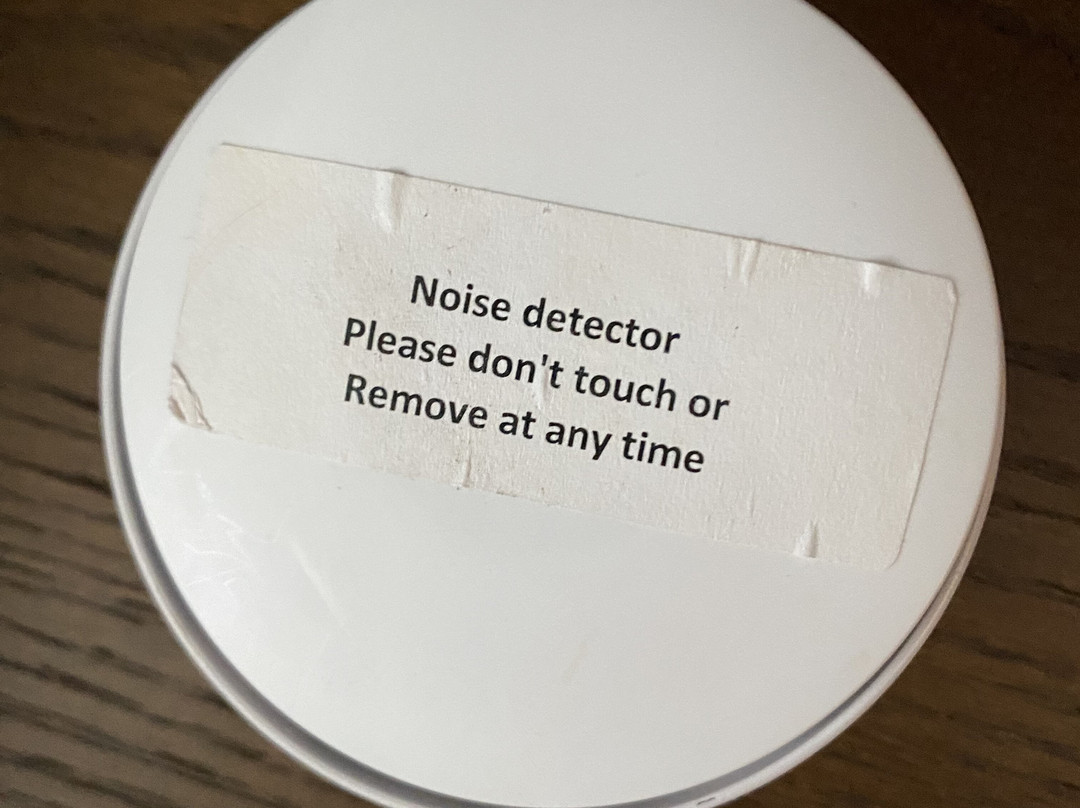 Noise detector
Please don't touch or
Remove at any time